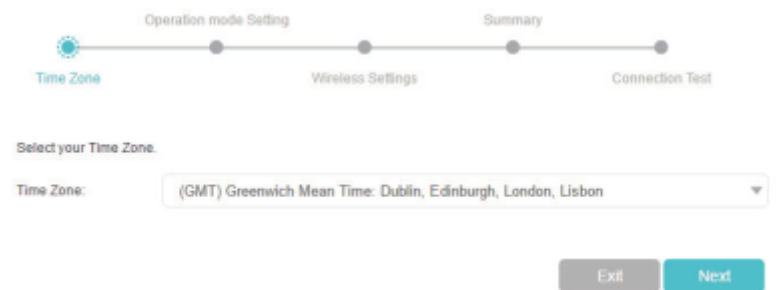 Operation mode Setting Summary
Time Zone Wireless Settings Connection Test
Select your Time Zone.
Time Zone: (GMT) Greenwich Mean Time: Dublin, Edinburgh, London, Lisbon
Exit Next